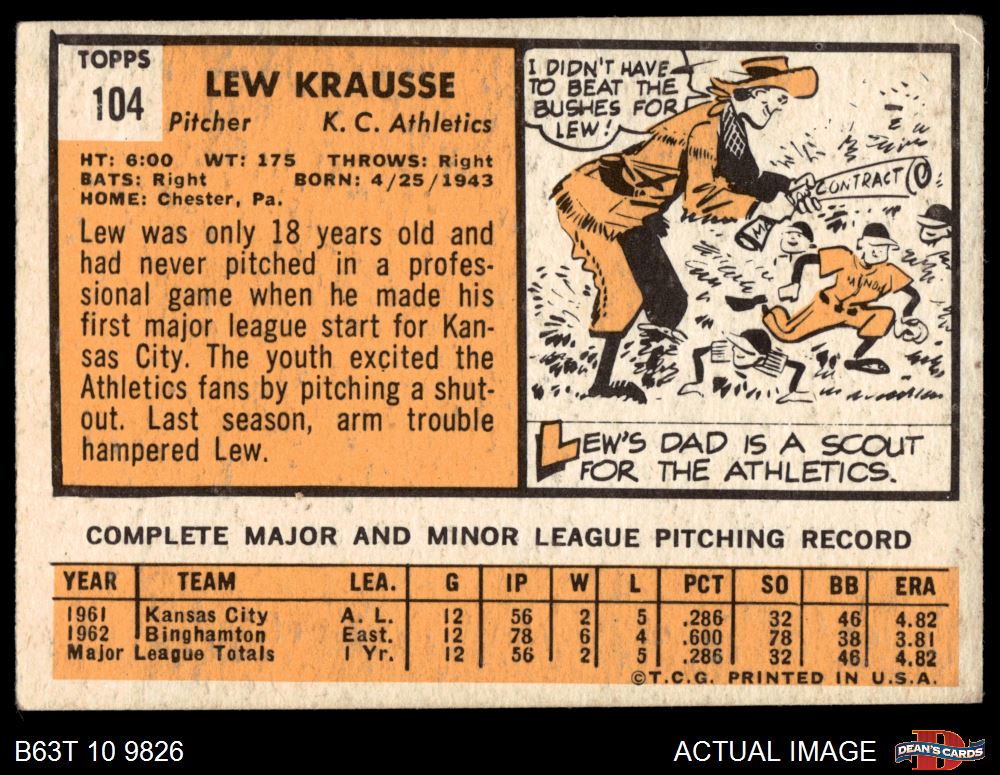 TOPPS
104
LEW KRAUSSE
Pitcher K. C. Athletics
HT: 6:00 WT: 175 THROWS: Right
BATS: Right BORN: 4/25/1943
HOME: Chester, Pa.
Lew was only 18 years old and
had never pitched in a profes-
sional game when he made his
first major league start for Kan-
sas City. The youth excited the
Athletics fans by pitching a shut-
out. Last season, arm trouble
hampered Lew.
I DIDN'T HAVE
TO BEAT THE
BUSHES FOR
LEW!
CONTRACT
LEW'S DAD IS A SCOUT
FOR THE ATHLETICS.
COMPLETE MAJOR AND MINOR LEAGUE PITCHING RECORD
YEAR TEAM LEA. G IP W L PCT SO BB ERA
1961 Kansas City A. L. 12 56 2 5 .286 32 46 4.82
1962 Binghamton East. 12 78 6 4 .600 78 38 3.81
Major League Totals 1 Yr. 12 56 2 5 .286 32 46 4.82
©T.C.G. PRINTED IN U.S.A.
B63T 10 9826
ACTUAL IMAGE
DEAN'S CARDS